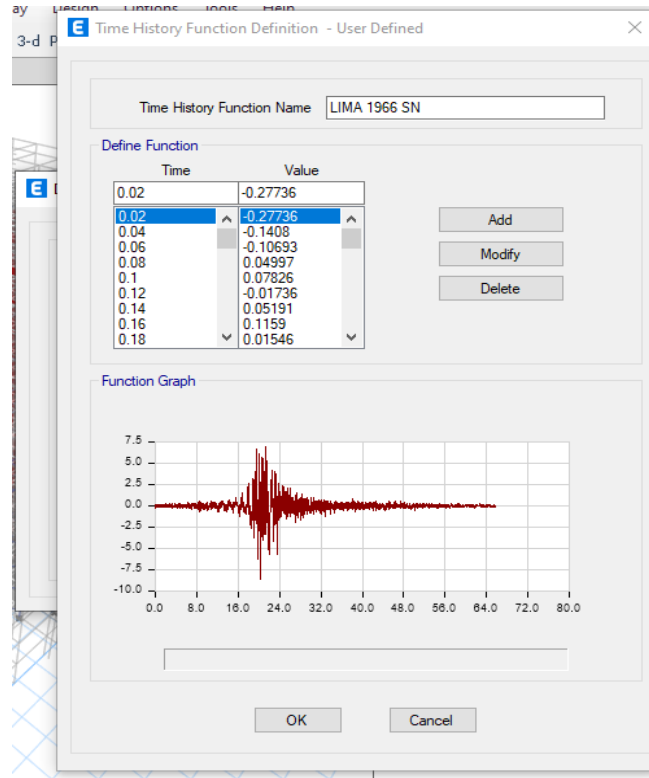 ay Design Options Tools Help
3-d P
E Time History Function Definition - User Defined
Time History Function Name LIMA 1966 SN
Define Function
Time Value
0.02 -0.27736
0.02 -0.27736
0.04 -0.1408
0.06 -0.10693
0.08 0.04997
0.1 0.07826
0.12 -0.01736
0.14 0.05191
0.16 0.1159
0.18 0.01546
Add
Modify
Delete
E
Function Graph
7.5
5.0
2.5
0.0
-2.5
-5.0
-7.5
-10.0
0.0 8.0 16.0 24.0 32.0 40.0 48.0 56.0 64.0 72.0 80.0
OK Cancel